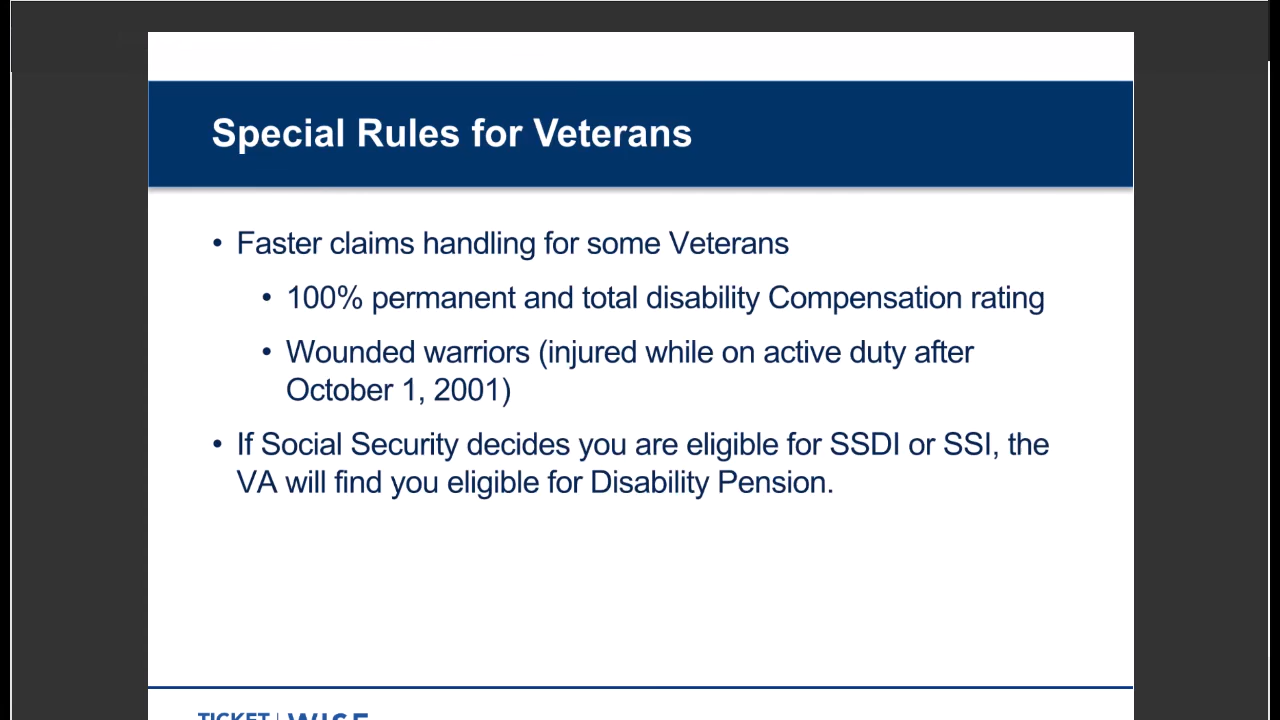 Special Rules for Veterans
• Faster claims handling for some Veterans
• 100% permanent and total disability Compensation rating
• Wounded warriors (injured while on active duty after
October 1, 2001)
• If Social Security decides you are eligible for SSDI or SSI, the
VA will find you eligible for Disability Pension.
TICKET | WISE